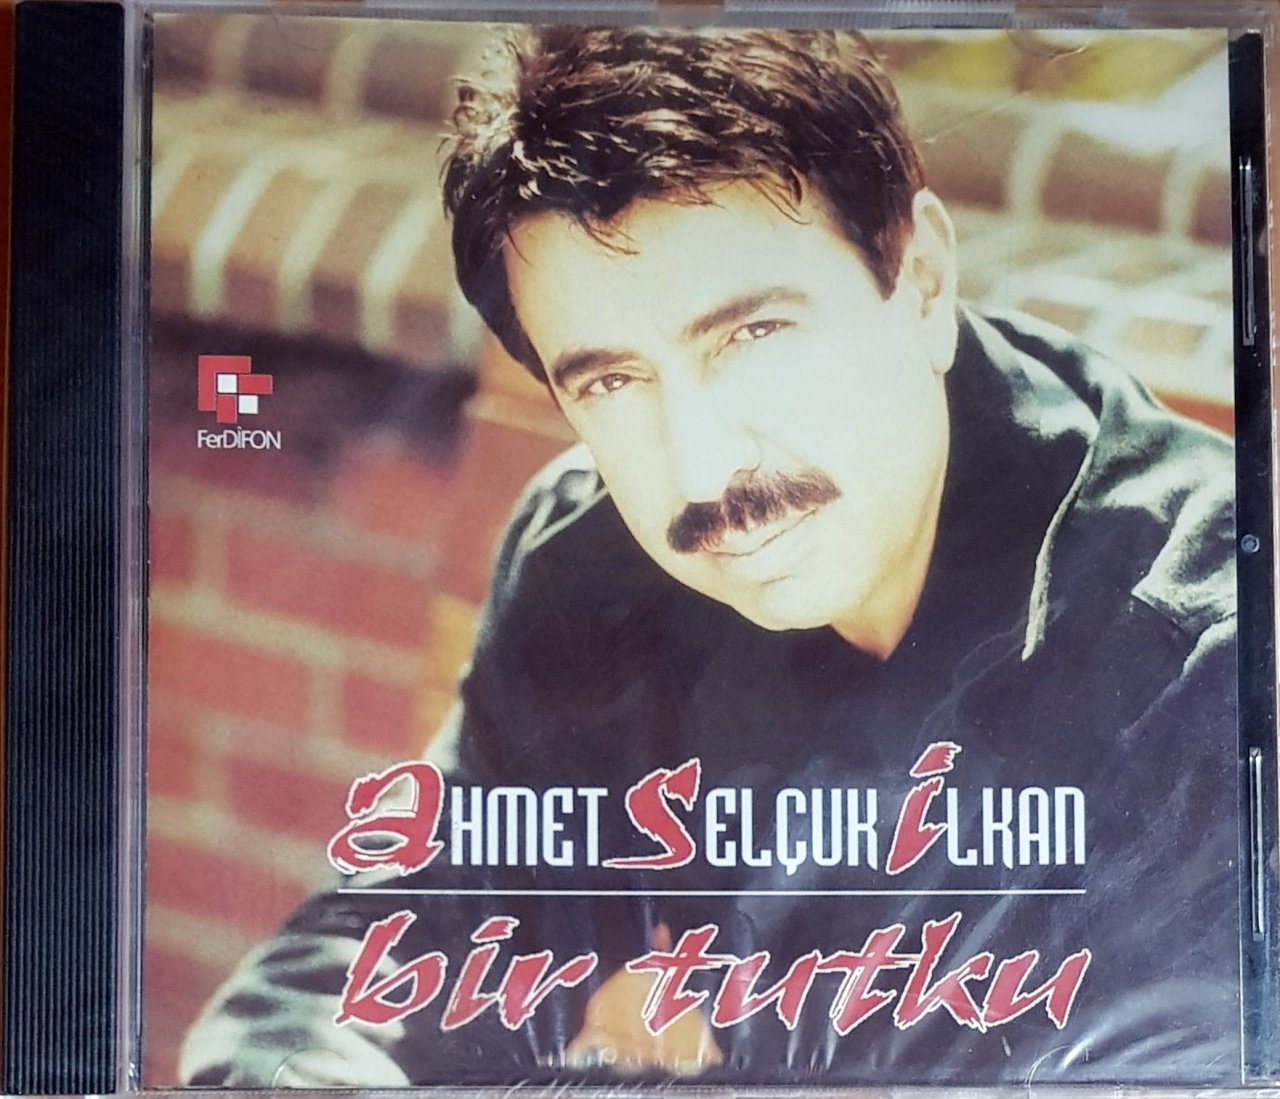 FerDİFON
aHMET SELÇUK İLKAN
bir tutku